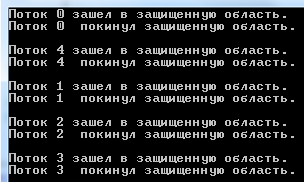 Поток 0 зашел в защищенную область.
Поток 0  покинул защищенную область.
Поток 4 зашел в защищенную область.
Поток 4  покинул защищенную область.
Поток 1 зашел в защищенную область.
Поток 1  покинул защищенную область.
Поток 2 зашел в защищенную область.
Поток 2  покинул защищенную область.
Поток 3 зашел в защищенную область.
Поток 3  покинул защищенную область.